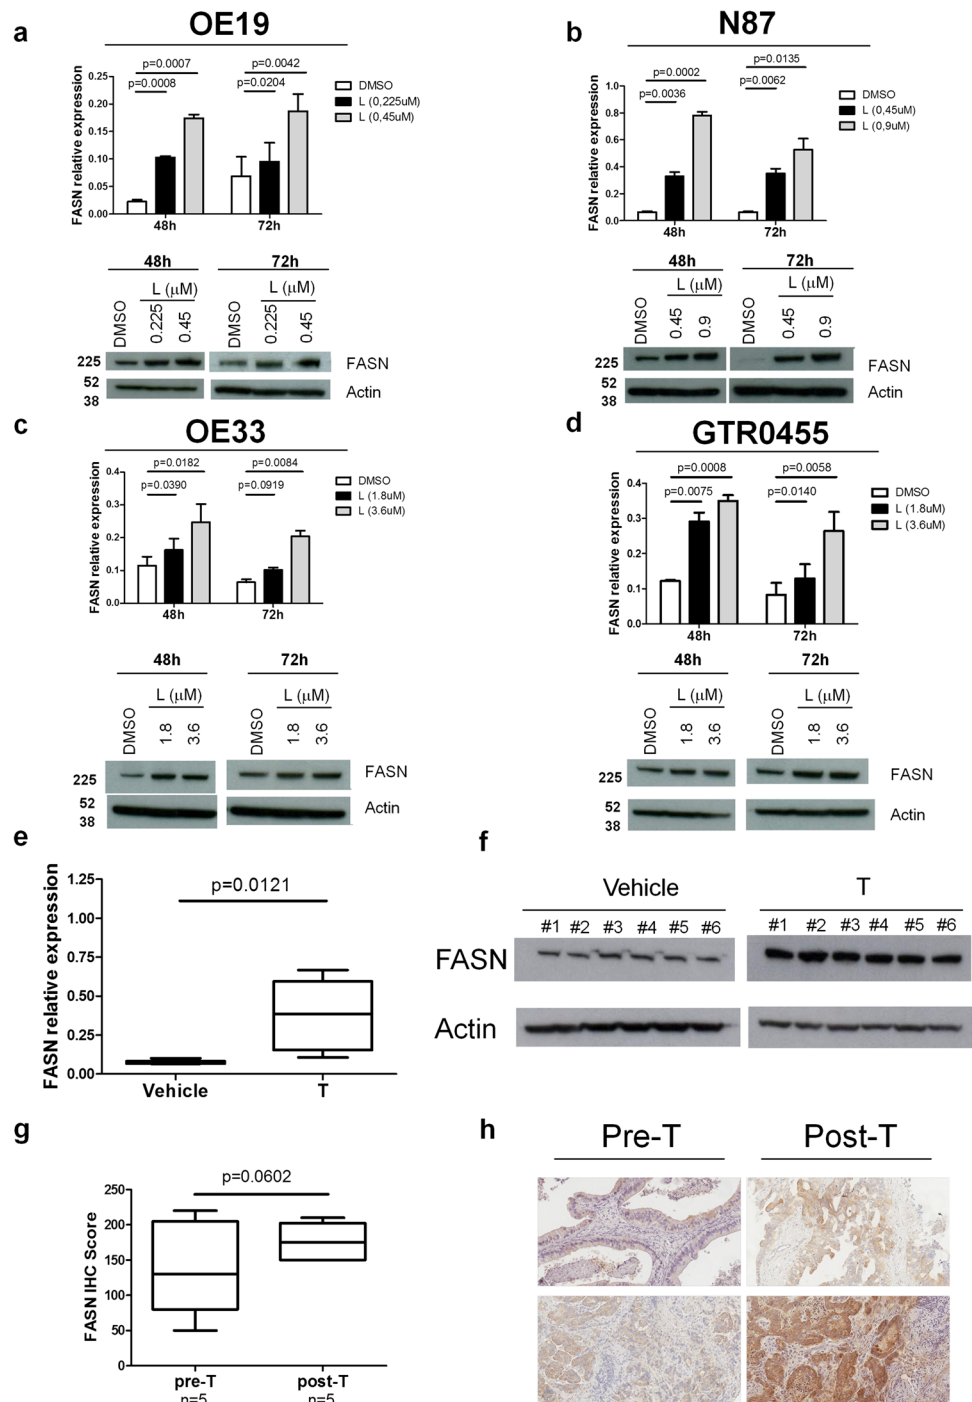 a
OE19
FASN relative expression
0.25
0.20
0.15
0.10
0.05
0.00
p=0.0007
p=0.0008
p=0.0042
p=0.0204
48h
72h
DMSO
L (0,225uM)
L (0,45uM)
48h
72h
L (μM)
L (μM)
DMSO
0.225
0.45
DMSO
0.225
0.45
225
FASN
52
38
Actin
b
N87
FASN relative expression
1.0
0.8
0.6
0.4
0.2
0.0
p=0.0002
p=0.0036
p=0.0135
p=0.0062
48h
72h
DMSO
L (0,45uM)
L (0,9uM)
48h
72h
L (μM)
L (μM)
DMSO
0.45
0.9
DMSO
0.45
0.9
225
FASN
52
38
Actin
c
OE33
FASN relative expression
0.4
0.3
0.2
0.1
0.0
p=0.0182
p=0.0390
p=0.0084
p=0.0919
48h
72h
DMSO
L (1.8uM)
L (3.6uM)
48h
72h
L (μM)
L (μM)
DMSO
1.8
3.6
DMSO
1.8
3.6
225
FASN
52
38
Actin
d
GTR0455
FASN relative expression
0.4
0.3
0.2
0.1
0.0
p=0.0008
p=0.0075
p=0.0058
p=0.0140
48h
72h
DMSO
L (1.8uM)
L (3.6uM)
48h
72h
L (μM)
L (μM)
DMSO
1.8
3.6
DMSO
1.8
3.6
225
FASN
52
38
Actin
e
FASN relative expression
1.25
1.00
0.75
0.50
0.25
0.00
p=0.0121
Vehicle
T
f
Vehicle
T
#1 #2 #3 #4 #5 #6
#1 #2 #3 #4 #5 #6
FASN
Actin
g
FASN IHC Score
250
200
150
100
50
0
p=0.0602
pre-T
post-T
n=5
n=5
h
Pre-T
Post-T